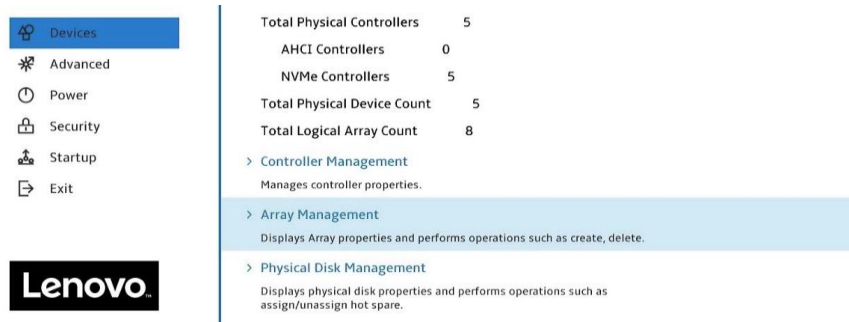 Devices
Advanced
Power
Security
Startup
Exit
Lenovo™
Total Physical Controllers 5
AHCI Controllers 0
NVMe Controllers 5
Total Physical Device Count 5
Total Logical Array Count 8
> Controller Management
Manages controller properties.
> Array Management
Displays Array properties and performs operations such as create, delete.
> Physical Disk Management
Displays physical disk properties and performs operations such as
assign/unassign hot spare.